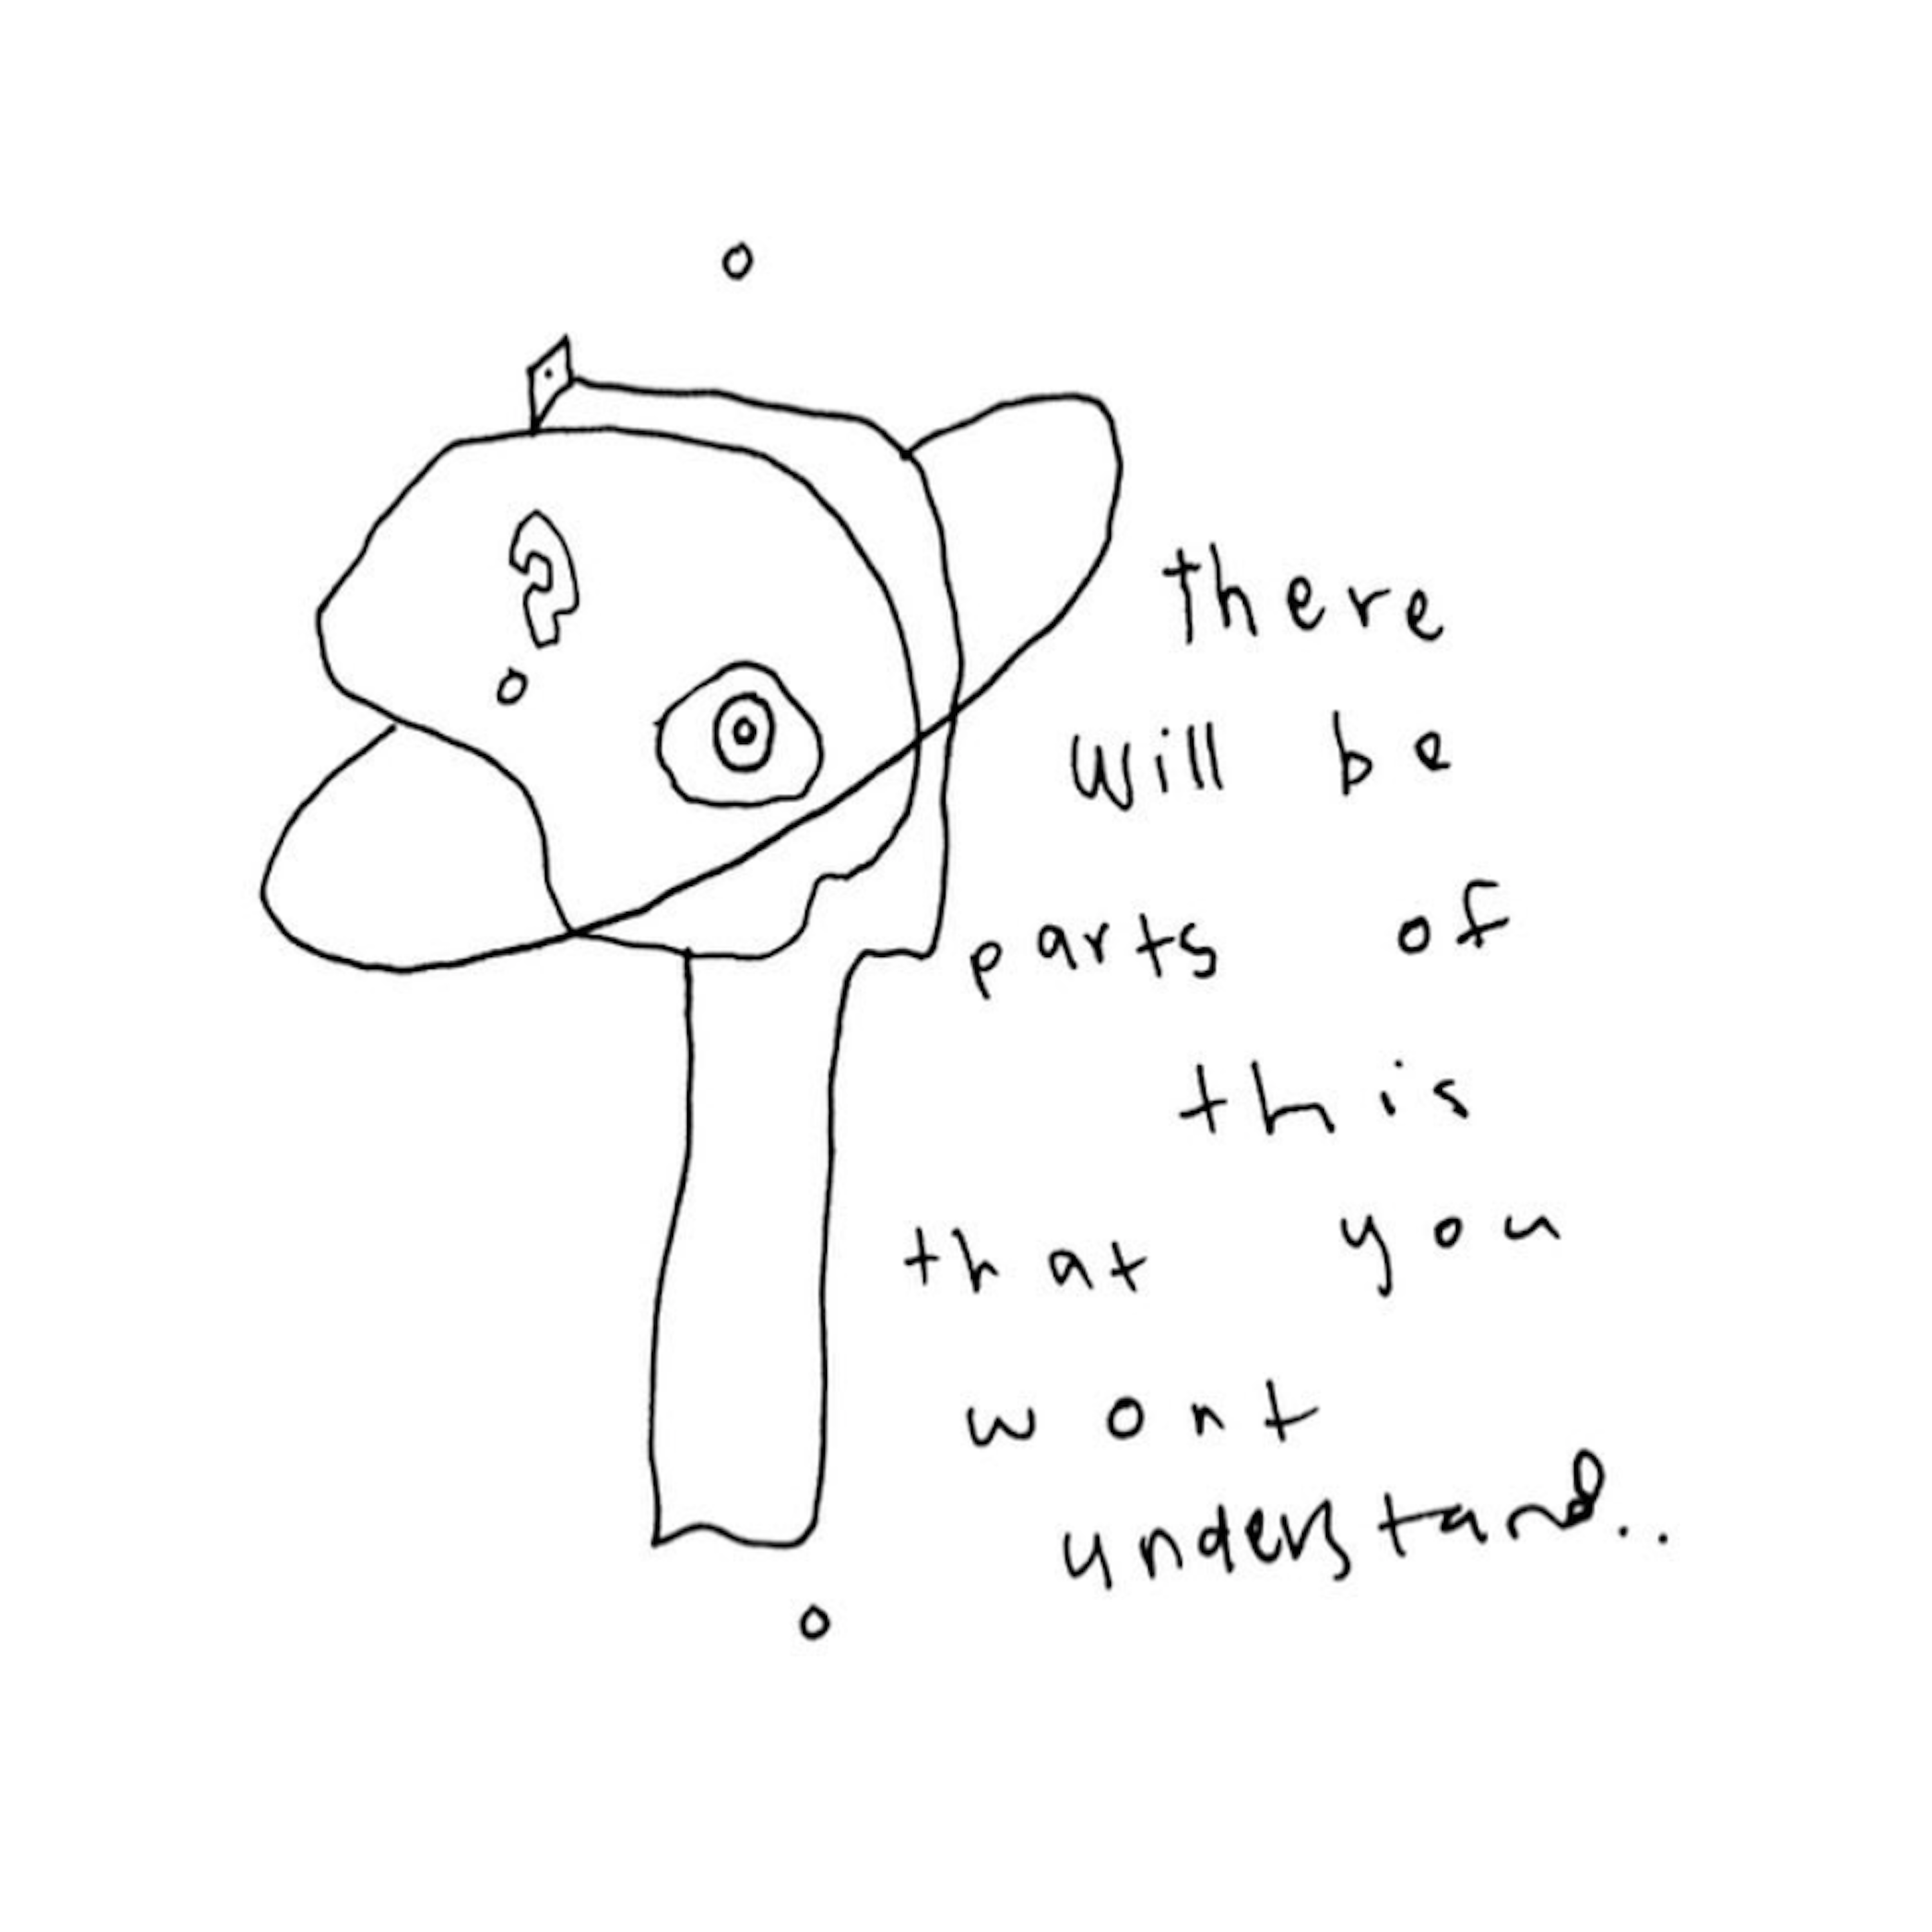 ?
there
will be
parts of
this
that you
wont
understand..